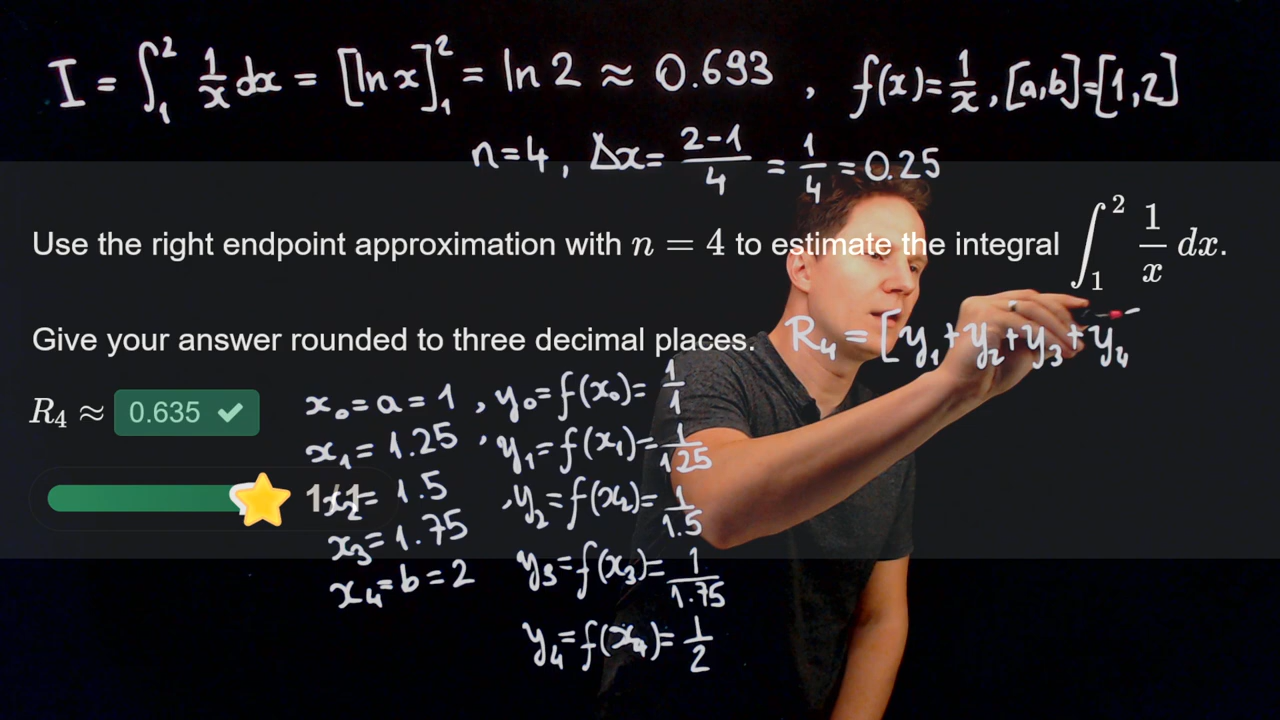 I = ∫₁² 1/x dx = [ln x]₁² = ln 2 ≈ 0.693 , f(x)=1/x, [a,b]=[1,2]
n=4, Δx= (2-1)/4 = 1/4 = 0.25
Use the right endpoint approximation with n = 4 to estimate the integral ∫₁² 1/x dx.
Give your answer rounded to three decimal places.
R₄ = [y₁+y₂+y₃+y₄
R₄ ≈ 0.635 ✔
1/1
x₀=a=1 , y₀=f(x₀)= 1/1
x₁=1.25 , y₁=f(x₁)= 1/1.25
x₂= 1.5 , y₂=f(x₂)= 1/1.5
x₃=1.75 y₃=f(x₃)= 1/1.75
x₄=b=2
y₄=f(x₄)= 1/2